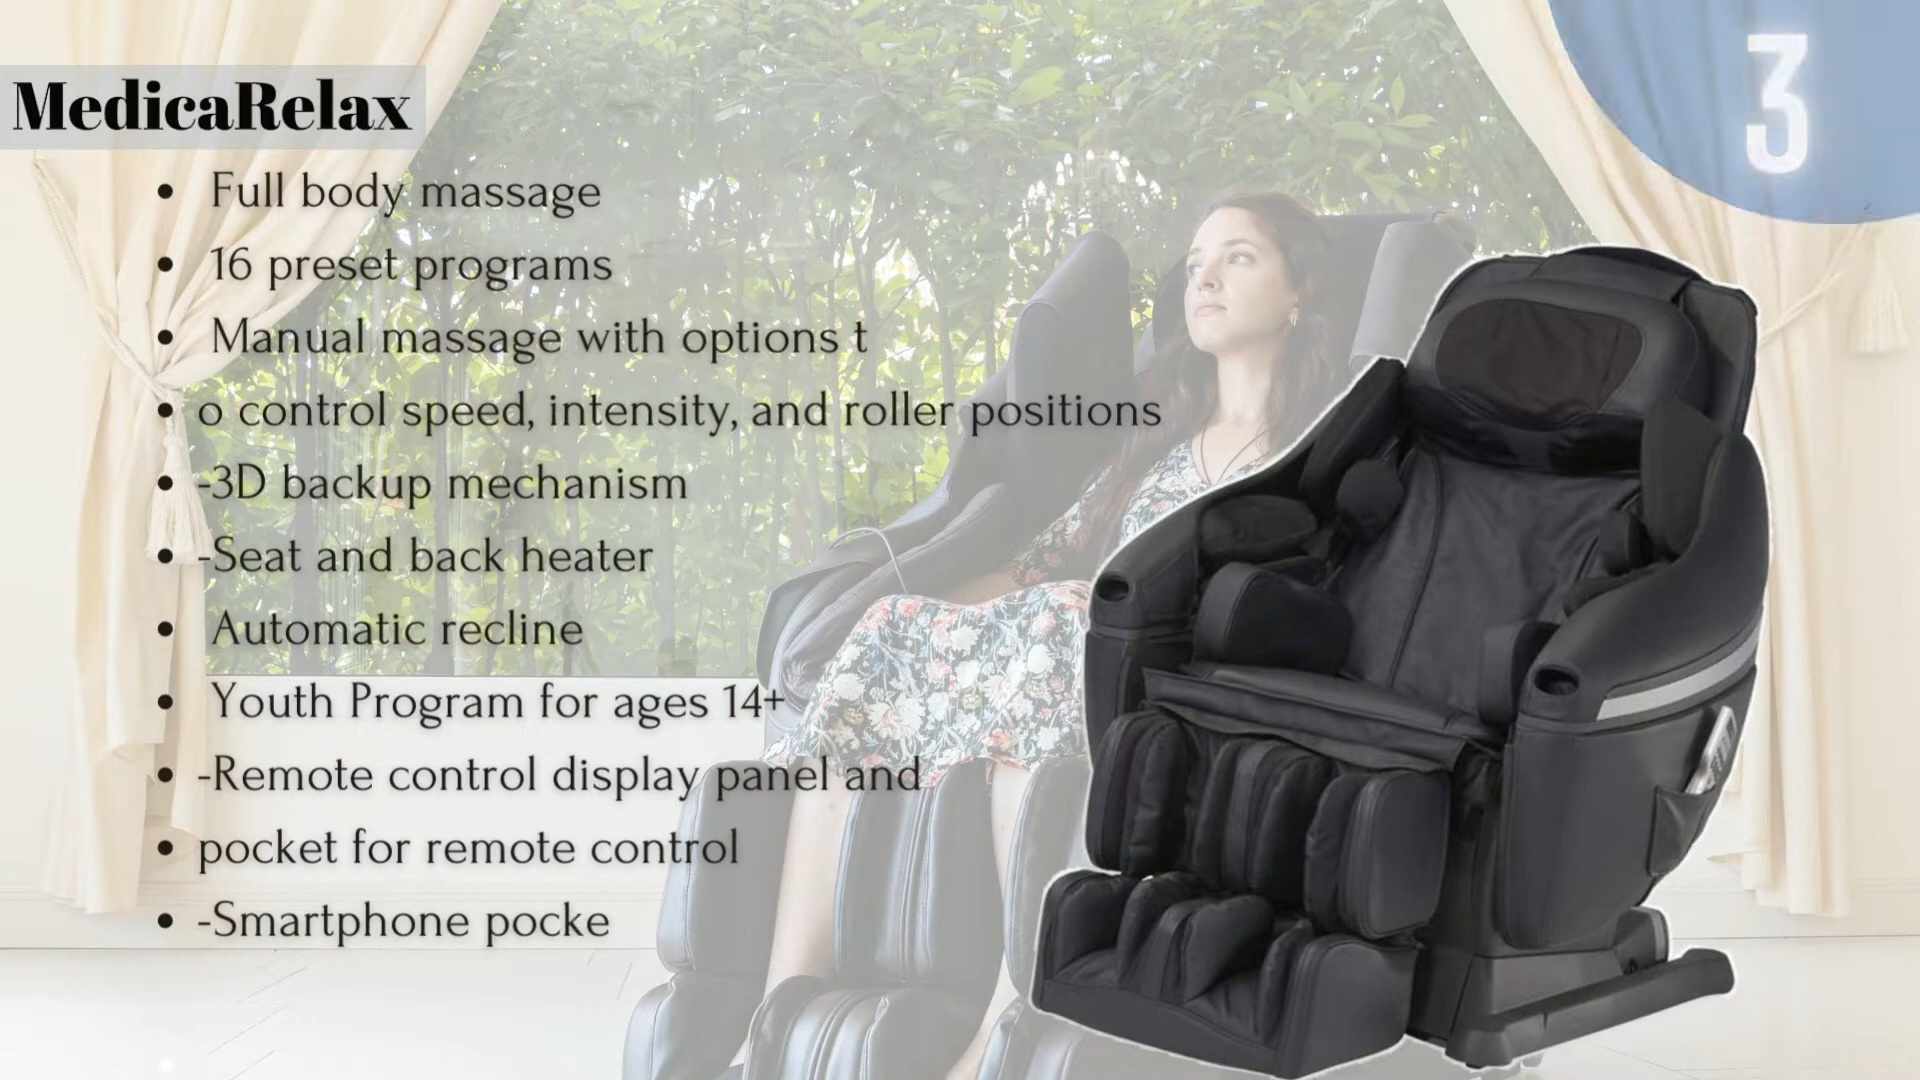 3
MedicaRelax
• Full body massage
• 16 preset programs
• Manual massage with options t
• o control speed, intensity, and roller positions
• -3D backup mechanism
• -Seat and back heater
• Automatic recline
• Youth Program for ages 14+
• -Remote control display panel and
• pocket for remote control
• -Smartphone pocke